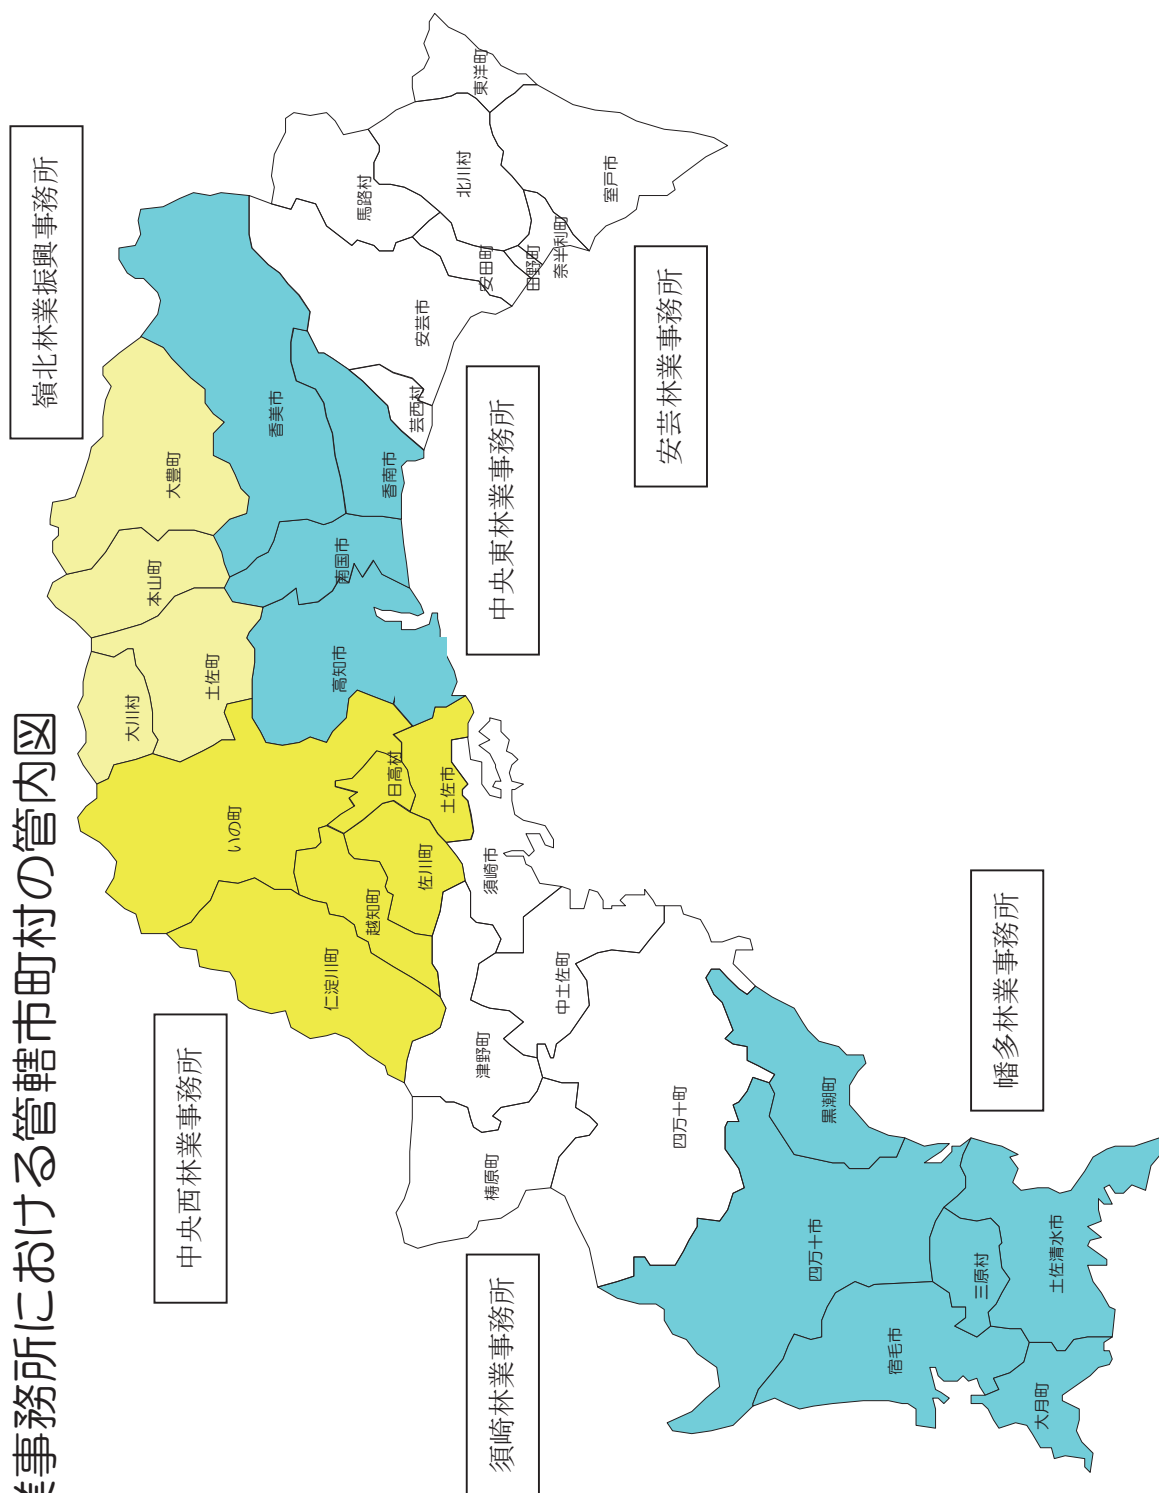 業事務所における管轄市町村の管内図
嶺北林業振興事務所
中央西林業事務所
中央東林業事務所
安芸林業事務所
須崎林業事務所
幡多林業事務所
東洋町
室戸市
北川村
馬路村
奈半利町
田野町
安田町
安芸市
芸西村
香美市
香南市
南国市
高知市
大豊町
本山町
土佐町
大川村
いの町
日高村
土佐市
佐川町
越知町
仁淀川町
須崎市
中土佐町
津野町
梼原町
四万十町
黒潮町
四万十市
三原村
土佐清水市
宿毛市
大月町